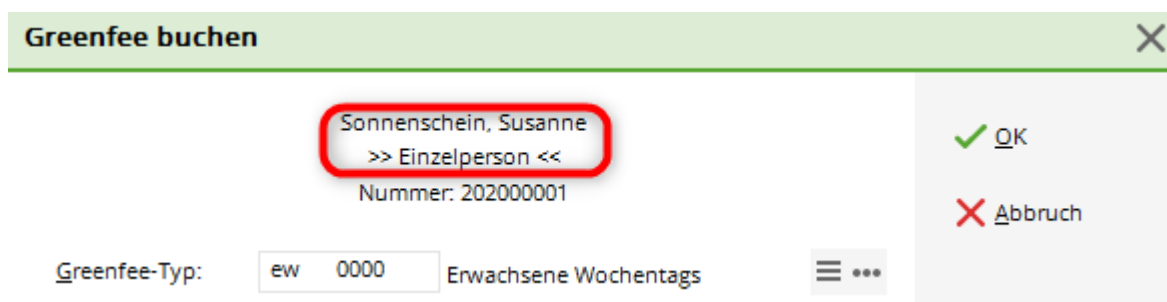 Greenfee buchen
Sonnenschein, Susanne
>> Einzelperson <<
Nummer: 202000001
OK
Abbruch
Greenfee-Typ: ew 0000 Erwachsene Wochentags